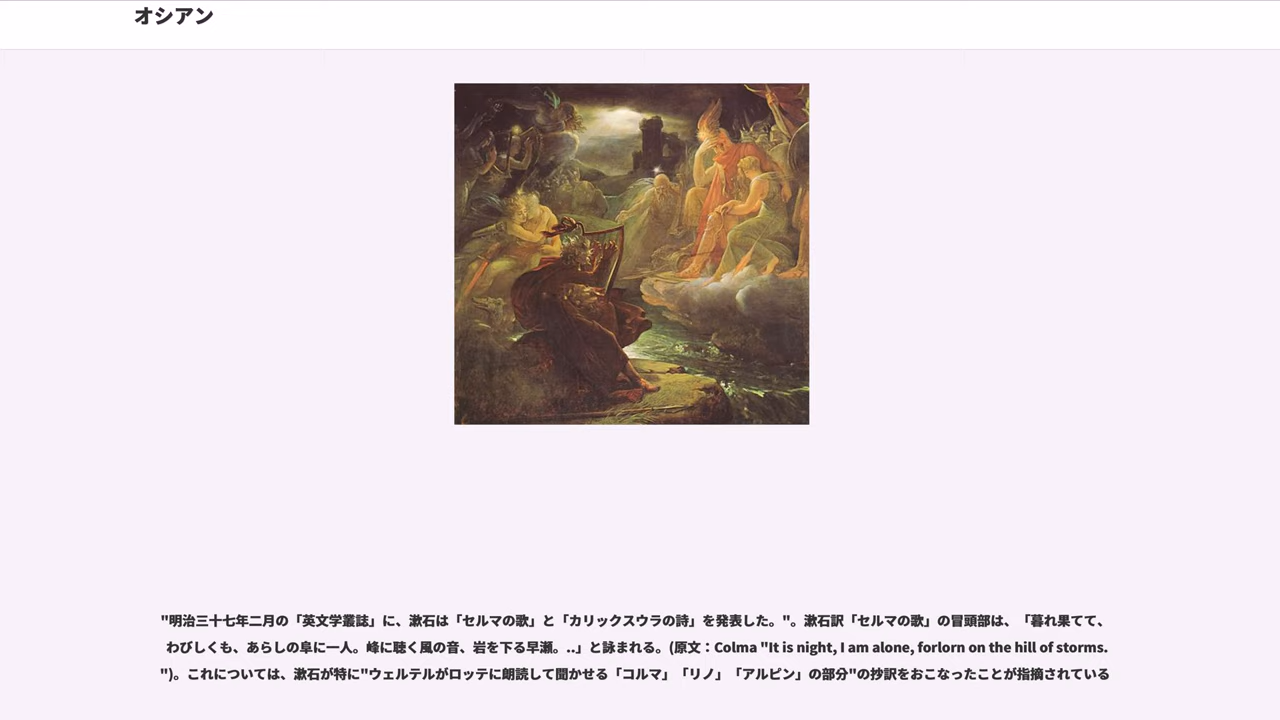 オシアン
"明治三十七年二月の「英文学叢誌」に、漱石は「セルマの歌」と「カリックスウラの詩」を発表した。"。漱石訳「セルマの歌」の冒頭部は、「暮れ果てて、
わびしくも、あらしの阜に一人。峰に聴く風の音、岩を下る早瀬。..」と詠まれる。(原文：Colma "It is night, I am alone, forlorn on the hill of storms.
")。これについては、漱石が特に"ウェルテルがロッテに朗読して聞かせる「コルマ」「リノ」「アルピン」の部分"の抄訳をおこなったことが指摘されている